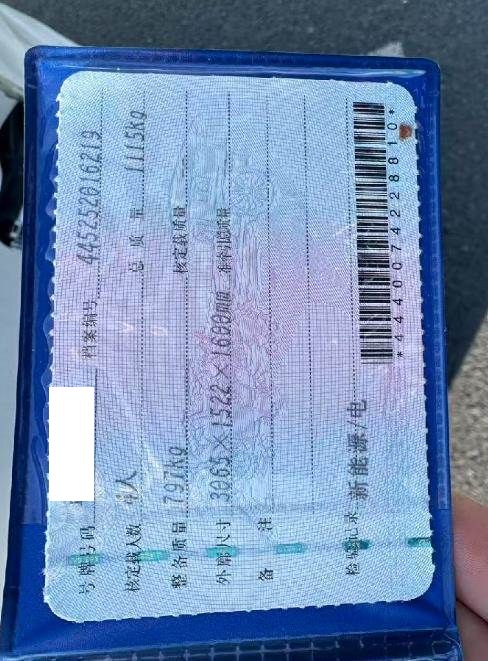 号牌号码 档案编号 445252016219
核定载人数 4人 总质量 1115kg
整备质量 797kg 核定载质量
外廓尺寸 3065×1522×1600mm 准牵引总质量
备注
检验记录 新能源/电
*4440074228810*